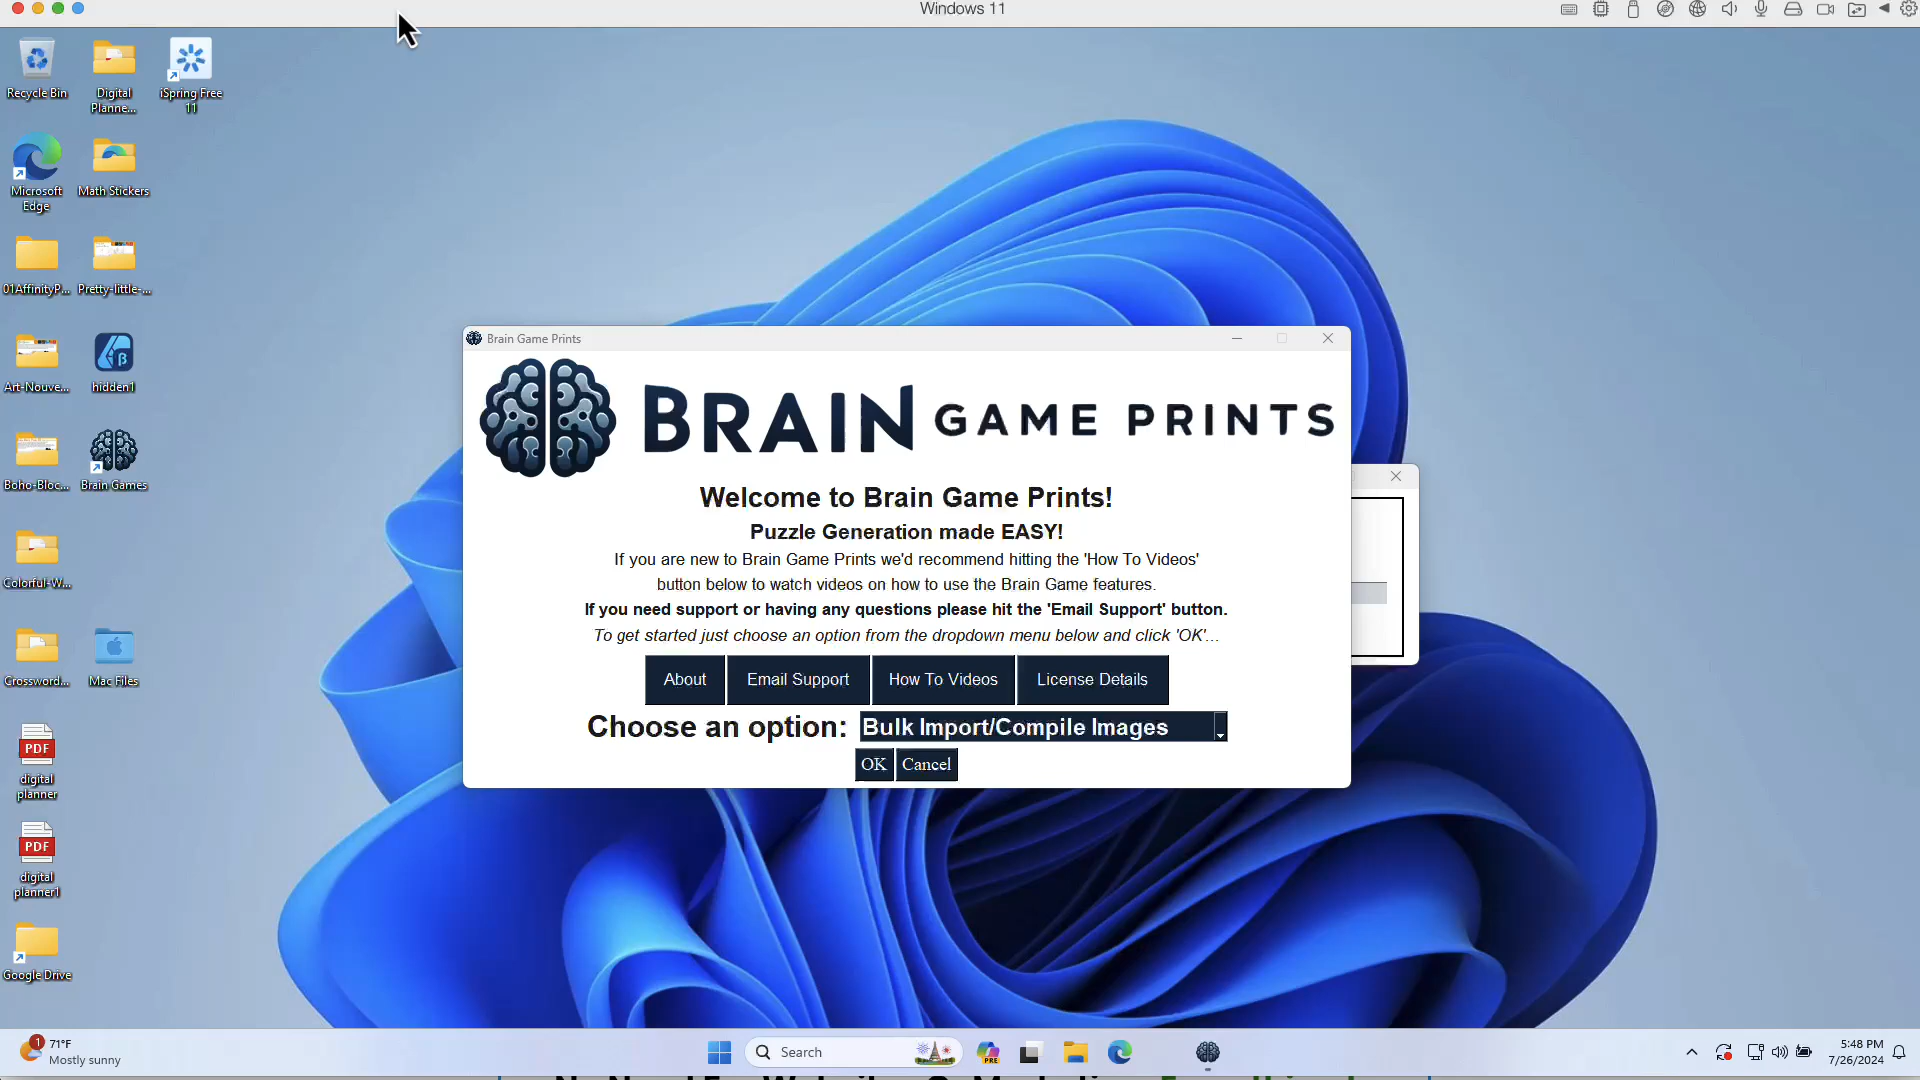 Windows 11
Recycle Bin
Digital
Planne...
iSpring Free
11
Microsoft
Edge
Math Stickers
01AffinityP...
Pretty-little-...
Art-Nouve...
hidden1
Boho-Bloc...
Brain Games
Colorful-W...
Crossword...
Mac Files
PDF
digital
planner
PDF
digital
planner1
Google Drive
Brain Game Prints
BRAIN GAME PRINTS
Welcome to Brain Game Prints!
Puzzle Generation made EASY!
If you are new to Brain Game Prints we'd recommend hitting the 'How To Videos'
button below to watch videos on how to use the Brain Game features.
If you need support or having any questions please hit the 'Email Support' button.
To get started just choose an option from the dropdown menu below and click 'OK'...
About Email Support How To Videos License Details
Choose an option: Bulk Import/Compile Images
OK Cancel
1
71°F
Mostly sunny
Search
PRE
5:48 PM
7/26/2024